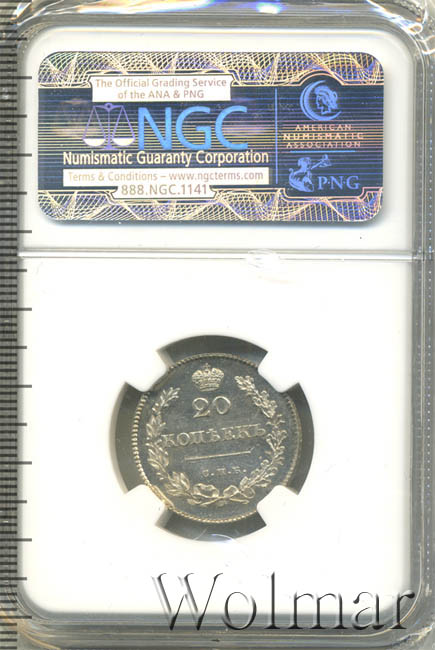 The Official Grading Service
of the ANA & PNG
NGC
Numismatic Guaranty Corporation
Terms & Conditions – www.ngcterms.com
888.NGC.1141
AMERICAN
NUMISMATIC
ASSOCIATION
PNG
20
КОПѢЕКЪ
С.П.Б.
Wolmar